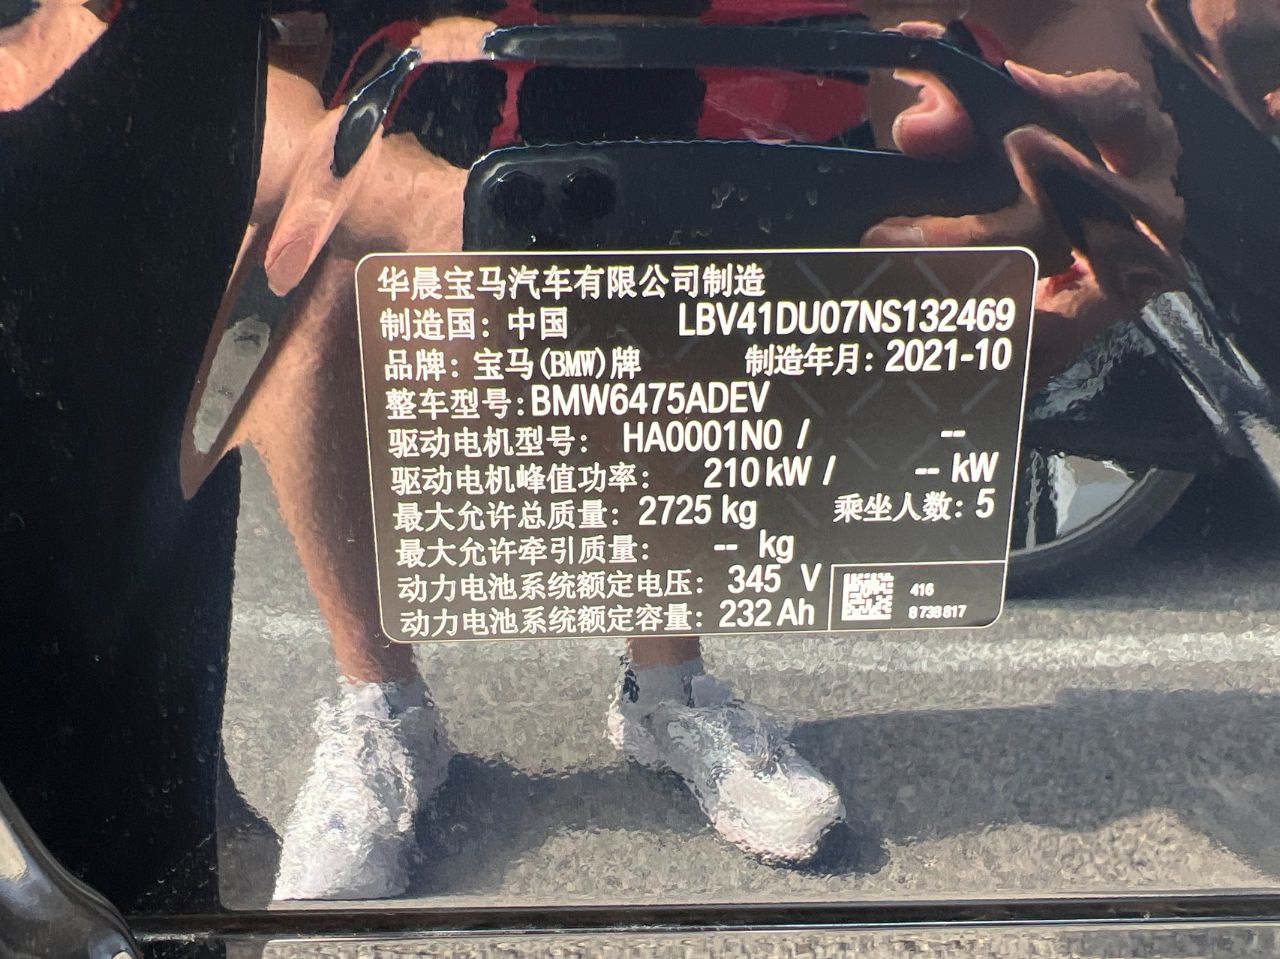 华晨宝马汽车有限公司制造
制造国：中国 LBV41DU07NS132469
品牌：宝马(BMW)牌 制造年月：2021-10
整车型号：BMW6475ADEV
驱动电机型号： HA0001N0 / --
驱动电机峰值功率： 210 kW / -- kW
最大允许总质量：2725 kg 乘坐人数：5
最大允许牵引质量： -- kg
动力电池系统额定电压： 345 V
动力电池系统额定容量：232 Ah
416
8 738 817